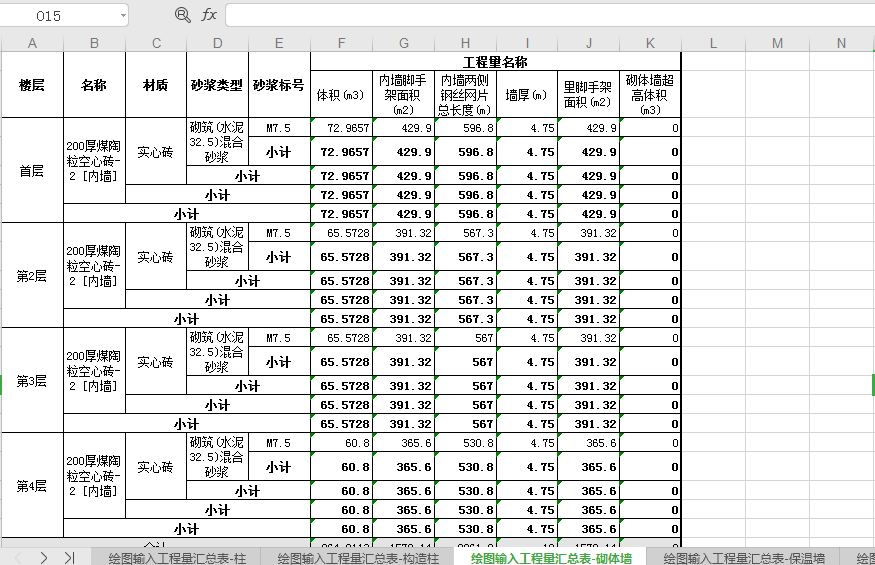 O15 fx
A B C D E F G H I J K L M N
楼层 名称 材质 砂浆类型 砂浆标号 工程量名称
体积(m3) 内墙脚手架面积(m2) 内墙两侧钢丝网片总长度(m) 墙厚(m) 里脚手架面积(m2) 砌体墙超高体积(m3)
首层 200厚煤陶粒空心砖-2 [内墙] 实心砖 砌筑(水泥32.5)混合砂浆 M7.5 72.9657 429.9 596.8 4.75 429.9 0
小计 72.9657 429.9 596.8 4.75 429.9 0
小计 72.9657 429.9 596.8 4.75 429.9 0
小计 72.9657 429.9 596.8 4.75 429.9 0
小计 72.9657 429.9 596.8 4.75 429.9 0
第2层 200厚煤陶粒空心砖-2 [内墙] 实心砖 砌筑(水泥32.5)混合砂浆 M7.5 65.5728 391.32 567.3 4.75 391.32 0
小计 65.5728 391.32 567.3 4.75 391.32 0
小计 65.5728 391.32 567.3 4.75 391.32 0
小计 65.5728 391.32 567.3 4.75 391.32 0
小计 65.5728 391.32 567.3 4.75 391.32 0
第3层 200厚煤陶粒空心砖-2 [内墙] 实心砖 砌筑(水泥32.5)混合砂浆 M7.5 65.5728 391.32 567 4.75 391.32 0
小计 65.5728 391.32 567 4.75 391.32 0
小计 65.5728 391.32 567 4.75 391.32 0
小计 65.5728 391.32 567 4.75 391.32 0
小计 65.5728 391.32 567 4.75 391.32 0
第4层 200厚煤陶粒空心砖-2 [内墙] 实心砖 砌筑(水泥32.5)混合砂浆 M7.5 60.8 365.6 530.8 4.75 365.6 0
小计 60.8 365.6 530.8 4.75 365.6 0
小计 60.8 365.6 530.8 4.75 365.6 0
小计 60.8 365.6 530.8 4.75 365.6 0
小计 60.8 365.6 530.8 4.75 365.6 0
绘图输入工程量汇总表-柱 绘图输入工程量汇总表-构造柱 绘图输入工程量汇总表-砌体墙 绘图输入工程量汇总表-保温墙 绘图